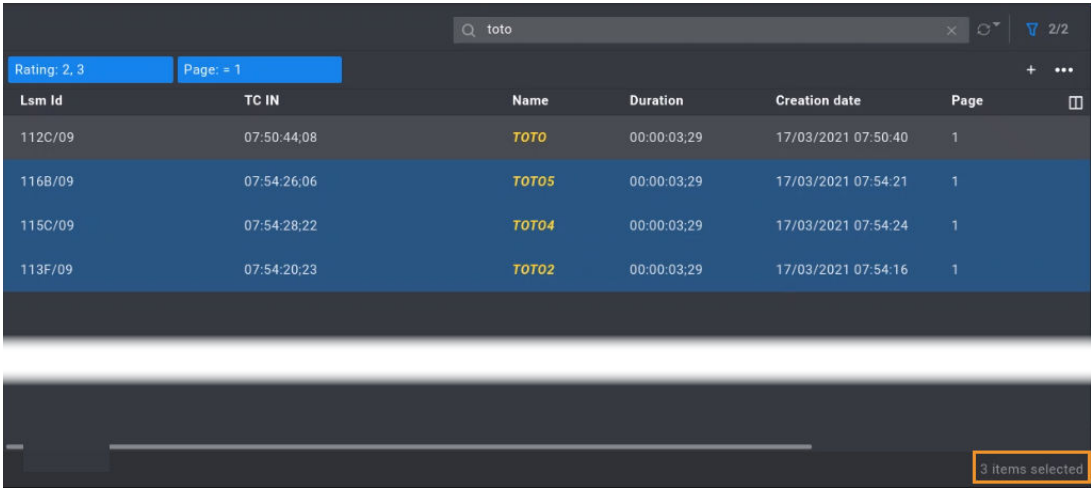 toto 2/2
Rating: 2, 3 Page: = 1
Lsm Id TC IN Name Duration Creation date Page
112C/09 07:50:44;08 TOTO 00:00:03;29 17/03/2021 07:50:40 1
116B/09 07:54:26;06 TOTO5 00:00:03;29 17/03/2021 07:54:21 1
115C/09 07:54:28;22 TOTO4 00:00:03;29 17/03/2021 07:54:24 1
113F/09 07:54:20;23 TOTO2 00:00:03;29 17/03/2021 07:54:16 1
3 items selected